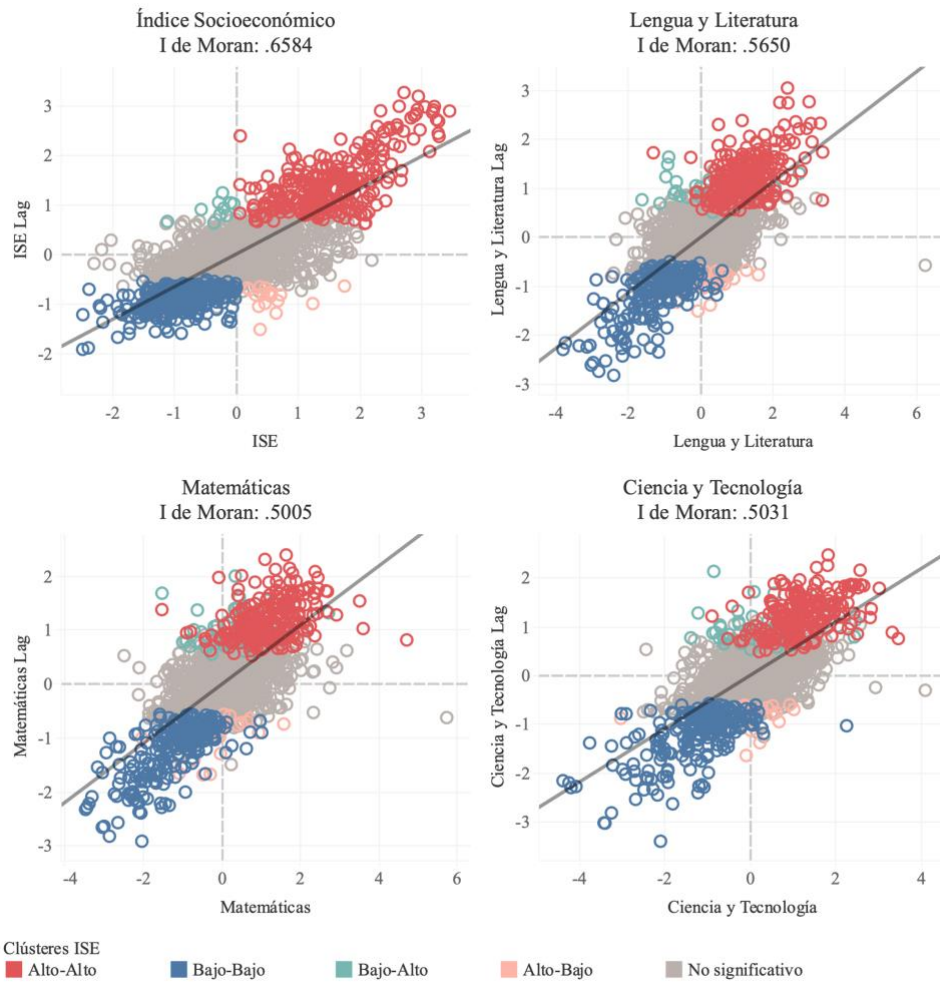 Índice Socioeconómico
I de Moran: .6584
3
2
1
0
-1
-2
ISE Lag
-2
-1
0
1
2
3
ISE
Lengua y Literatura
I de Moran: .5650
3
2
1
0
-1
-2
-3
Lengua y Literatura Lag
-4
-2
0
2
4
6
Lengua y Literatura
Matemáticas
I de Moran: .5005
2
1
0
-1
-2
-3
Matemáticas Lag
-4
-2
0
2
4
6
Matemáticas
Ciencia y Tecnología
I de Moran: .5031
2
1
0
-1
-2
-3
Ciencia y Tecnología Lag
-4
-2
0
2
4
Ciencia y Tecnología
Clústeres ISE
Alto-Alto
Bajo-Bajo
Bajo-Alto
Alto-Bajo
No significativo